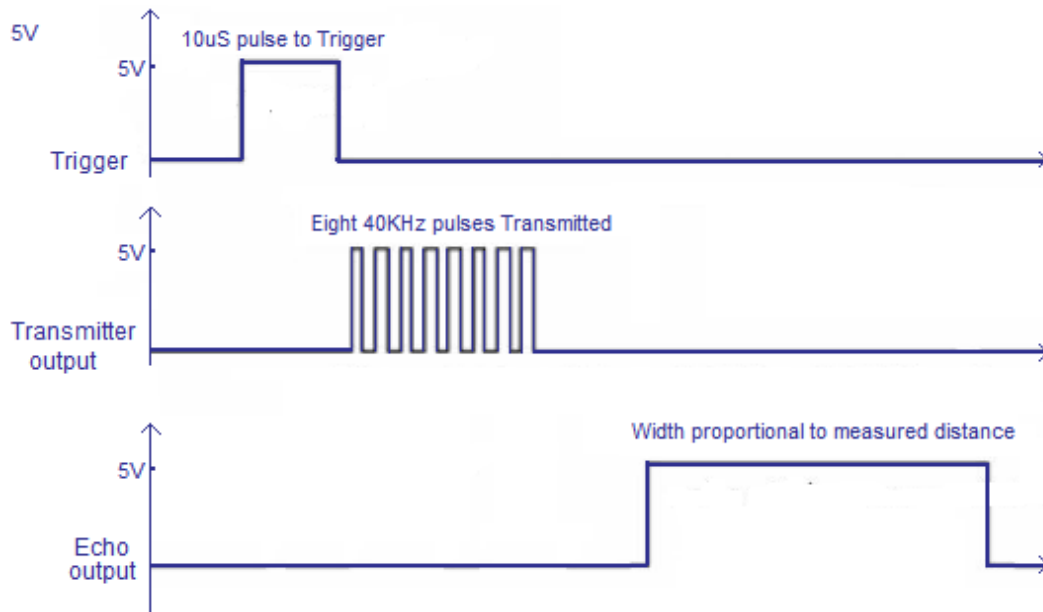 5V
10uS pulse to Trigger
5V
Trigger
Eight 40KHz pulses Transmitted
5V
Transmitter
output
Width proportional to measured distance
5V
Echo
output